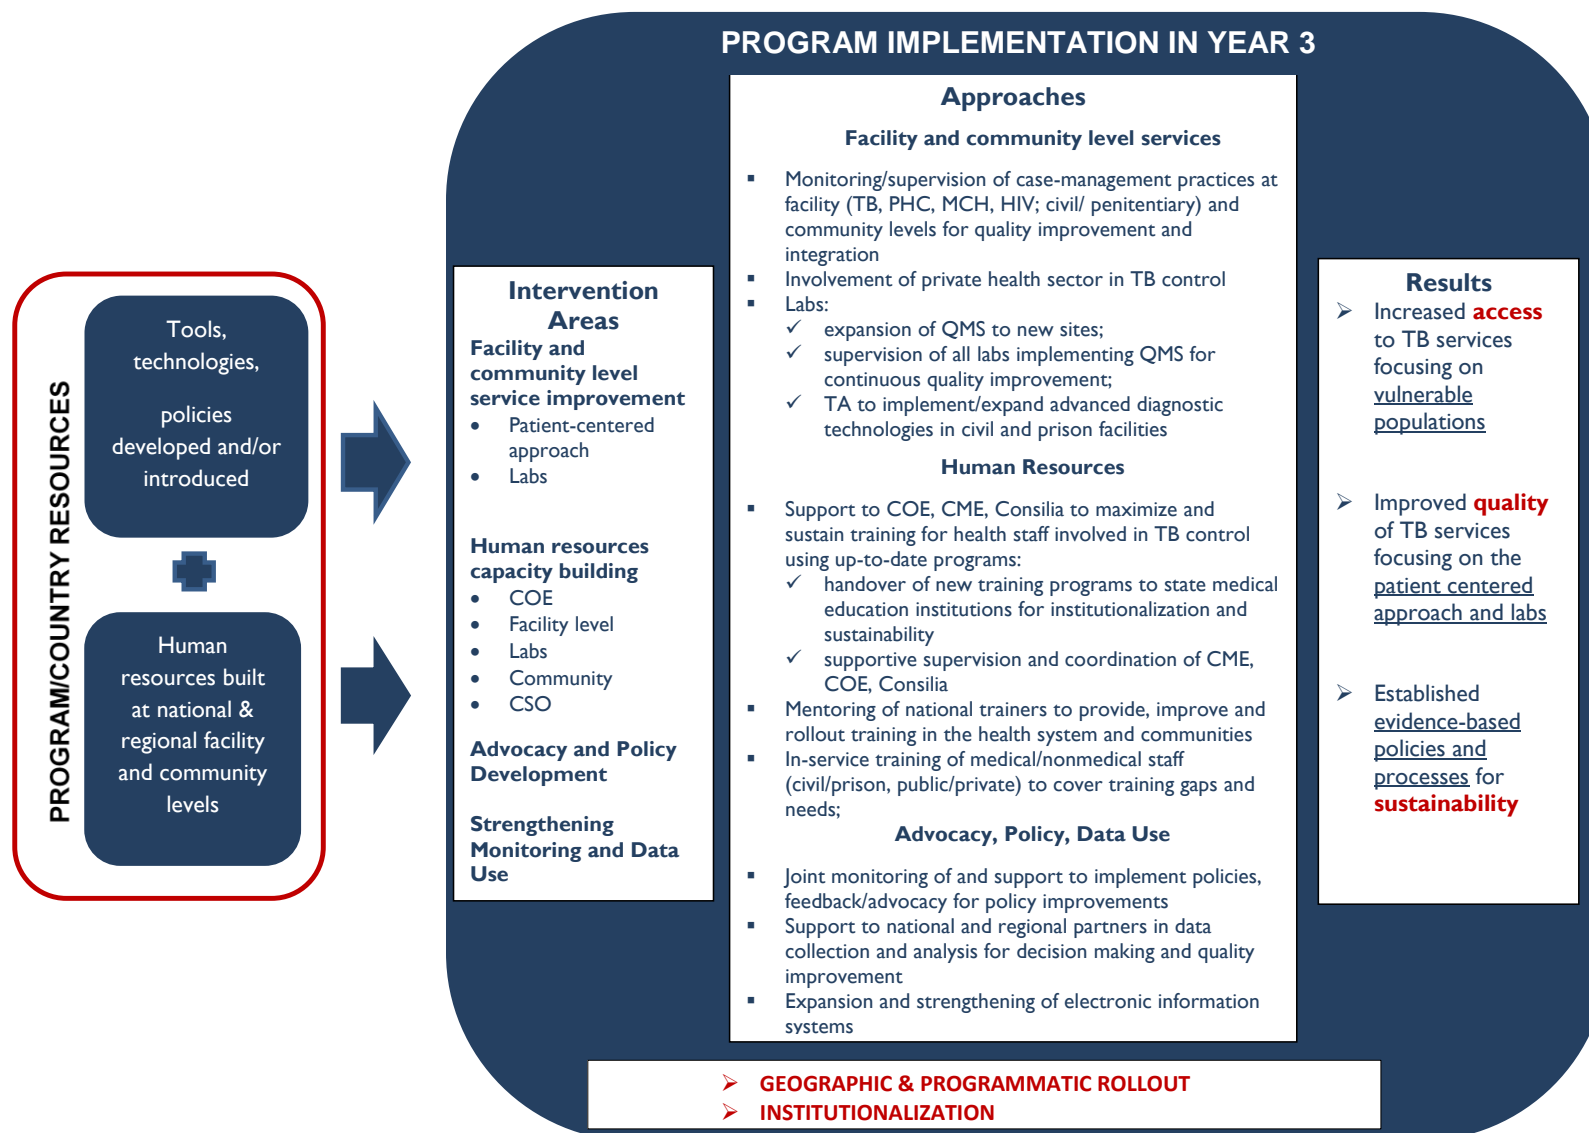 PROGRAM IMPLEMENTATION IN YEAR 3
PROGRAM/COUNTRY RESOURCES
Tools,
technologies,
policies
developed and/or
introduced
Human
resources built
at national &
regional facility
and community
levels
Intervention
Areas
Facility and
community level
service improvement
• Patient-centered
approach
• Labs
Human resources
capacity building
• COE
• Facility level
• Labs
• Community
• CSO
Advocacy and Policy
Development
Strengthening
Monitoring and Data
Use
Approaches
Facility and community level services
▪ Monitoring/supervision of case-management practices at
facility (TB, PHC, MCH, HIV; civil/ penitentiary) and
community levels for quality improvement and
integration
▪ Involvement of private health sector in TB control
▪ Labs:
✓ expansion of QMS to new sites;
✓ supervision of all labs implementing QMS for
continuous quality improvement;
✓ TA to implement/expand advanced diagnostic
technologies in civil and prison facilities
Human Resources
▪ Support to COE, CME, Consilia to maximize and
sustain training for health staff involved in TB control
using up-to-date programs:
✓ handover of new training programs to state medical
education institutions for institutionalization and
sustainability
✓ supportive supervision and coordination of CME,
COE, Consilia
▪ Mentoring of national trainers to provide, improve and
rollout training in the health system and communities
▪ In-service training of medical/nonmedical staff
(civil/prison, public/private) to cover training gaps and
needs;
Advocacy, Policy, Data Use
▪ Joint monitoring of and support to implement policies,
feedback/advocacy for policy improvements
▪ Support to national and regional partners in data
collection and analysis for decision making and quality
improvement
▪ Expansion and strengthening of electronic information
systems
Results
➢ Increased access
to TB services
focusing on
vulnerable
populations
➢ Improved quality
of TB services
focusing on the
patient centered
approach and labs
➢ Established
evidence-based
policies and
processes for
sustainability
➢ GEOGRAPHIC & PROGRAMMATIC ROLLOUT
➢ INSTITUTIONALIZATION